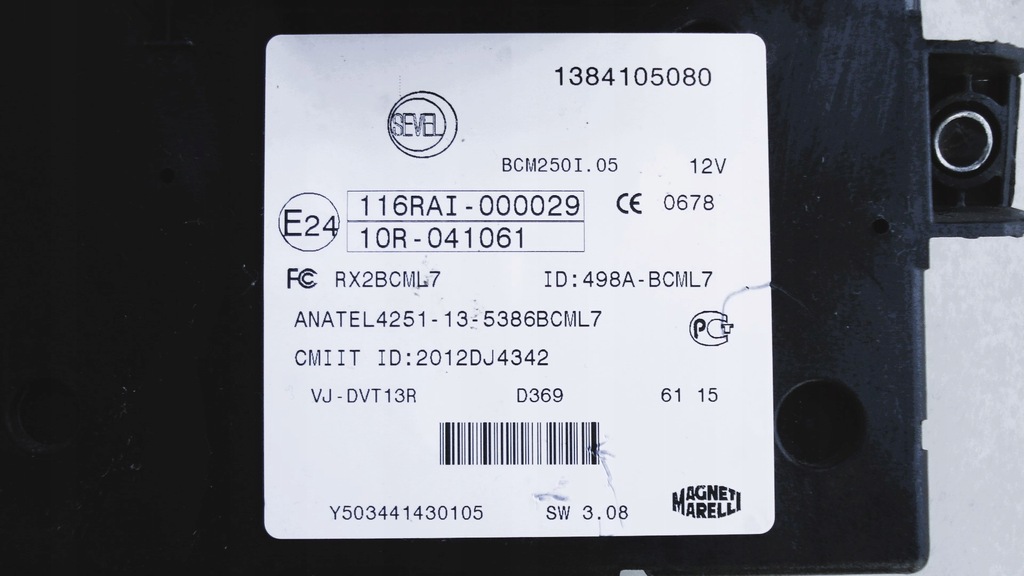 1384105080
SEVEL
BCM250I.05 12V
E24 116RAI-000029 CE 0678
10R-041061
FC RX2BCML7 ID:498A-BCML7
ANATEL4251-13-5386BCML7 PCT
CMIIT ID:2012DJ4342
VJ-DVT13R D369 61 15
Y503441430105 SW 3.08
MAGNETI
MARELLI